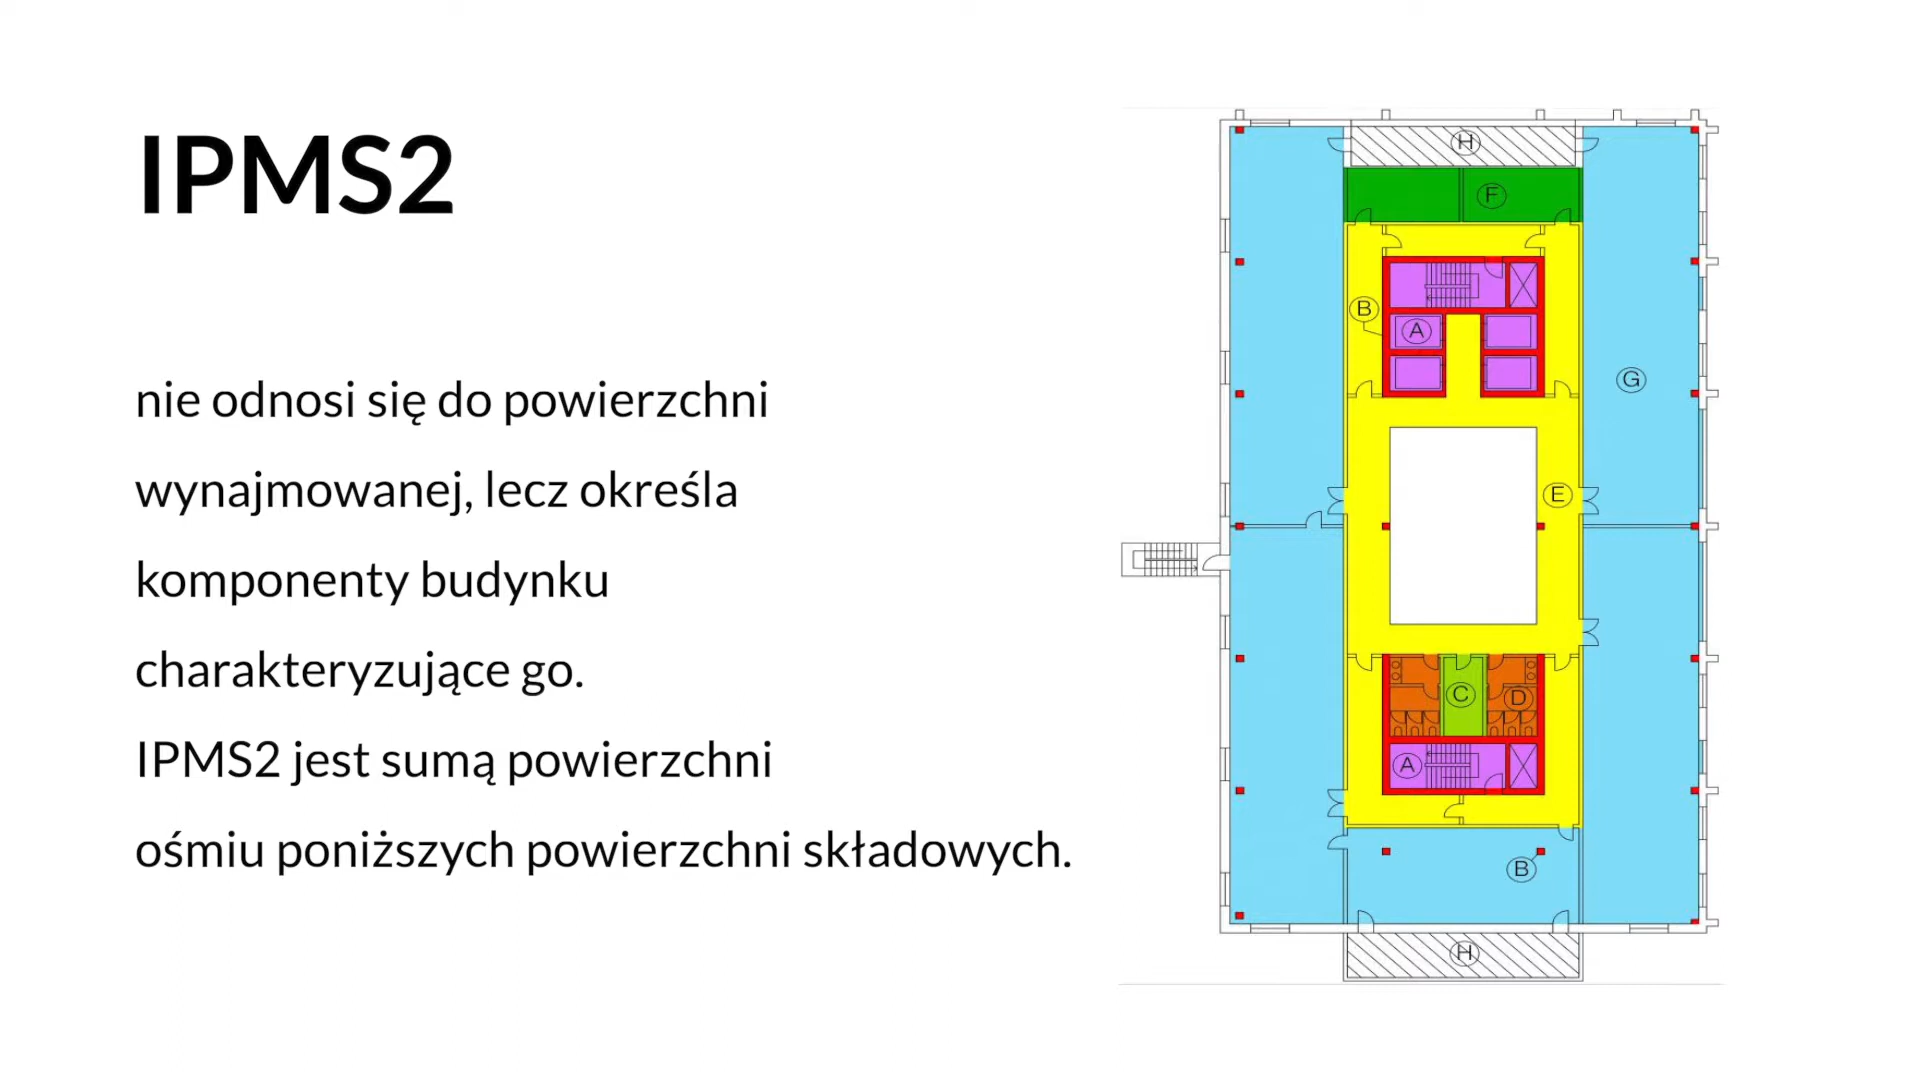 IPMS2
nie odnosi się do powierzchni
wynajmowanej, lecz określa
komponenty budynku
charakteryzujące go.
IPMS2 jest sumą powierzchni
ośmiu poniższych powierzchni składowych.
H
F
B
A
G
E
C
D
A
B
H